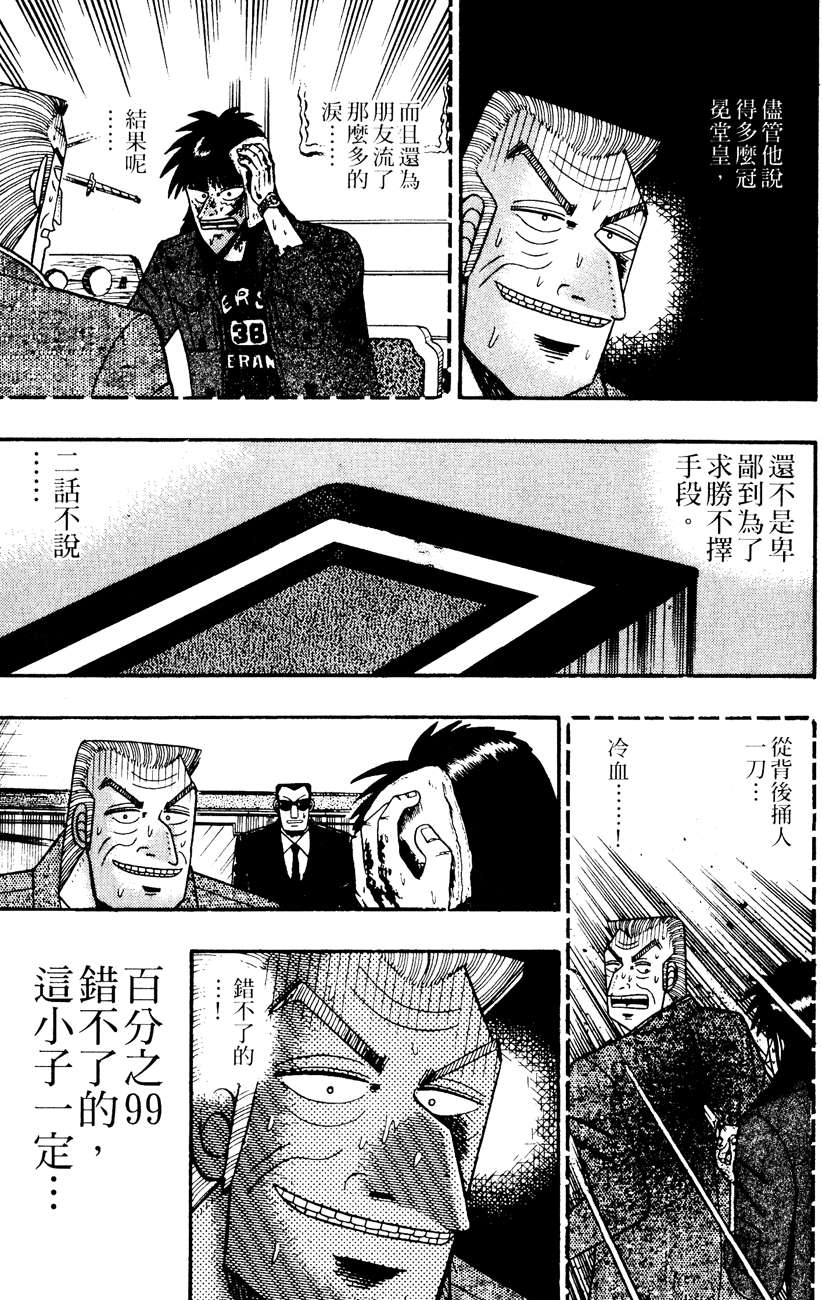 儘管他說
得多麼冠
冕堂皇，
而且還為
朋友流了
那麼多的
淚……
結果呢
……
ERS
38
ERAN
還不是卑
鄙到為了
求勝不擇
手段。
二話不說
……
從背後捅人
一刀…
冷血……！
錯不了的
…！
百分之99
錯不了的，
這小子一定…